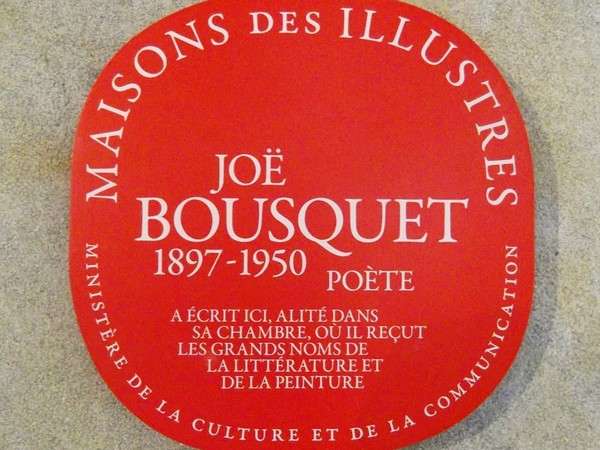 MAISONS DES ILLUSTRES
JOË
BOUSQUET
1897-1950
POÈTE
A ÉCRIT ICI, ALITÉ DANS
SA CHAMBRE, OÙ IL REÇUT
LES GRANDS NOMS DE
LA LITTÉRATURE ET
DE LA PEINTURE
MINISTÈRE DE LA CULTURE ET DE LA COMMUNICATION